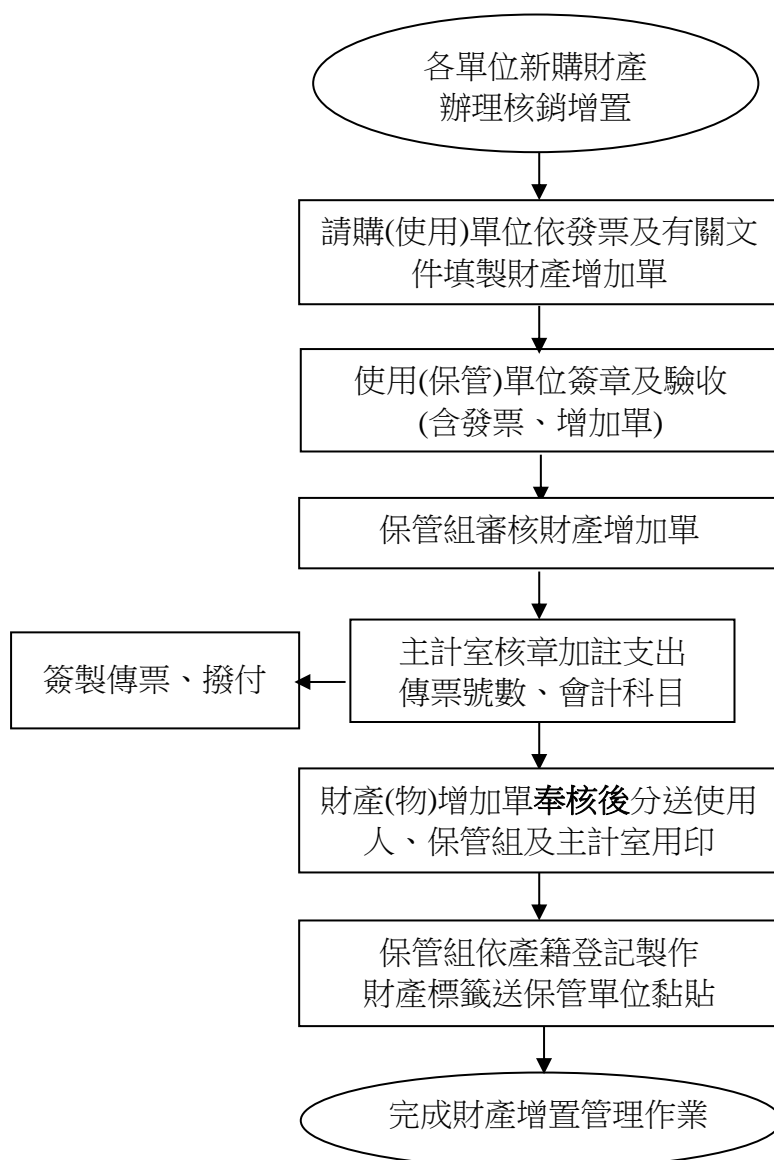 各單位新購財產
辦理核銷增置
請購(使用)單位依發票及有關文
件填製財產增加單
使用(保管)單位簽章及驗收
(含發票、增加單)
保管組審核財產增加單
主計室核章加註支出
傳票號數、會計科目
簽製傳票、撥付
財產(物)增加單奉核後分送使用
人、保管組及主計室用印
保管組依產籍登記製作
財產標籤送保管單位黏貼
完成財產增置管理作業